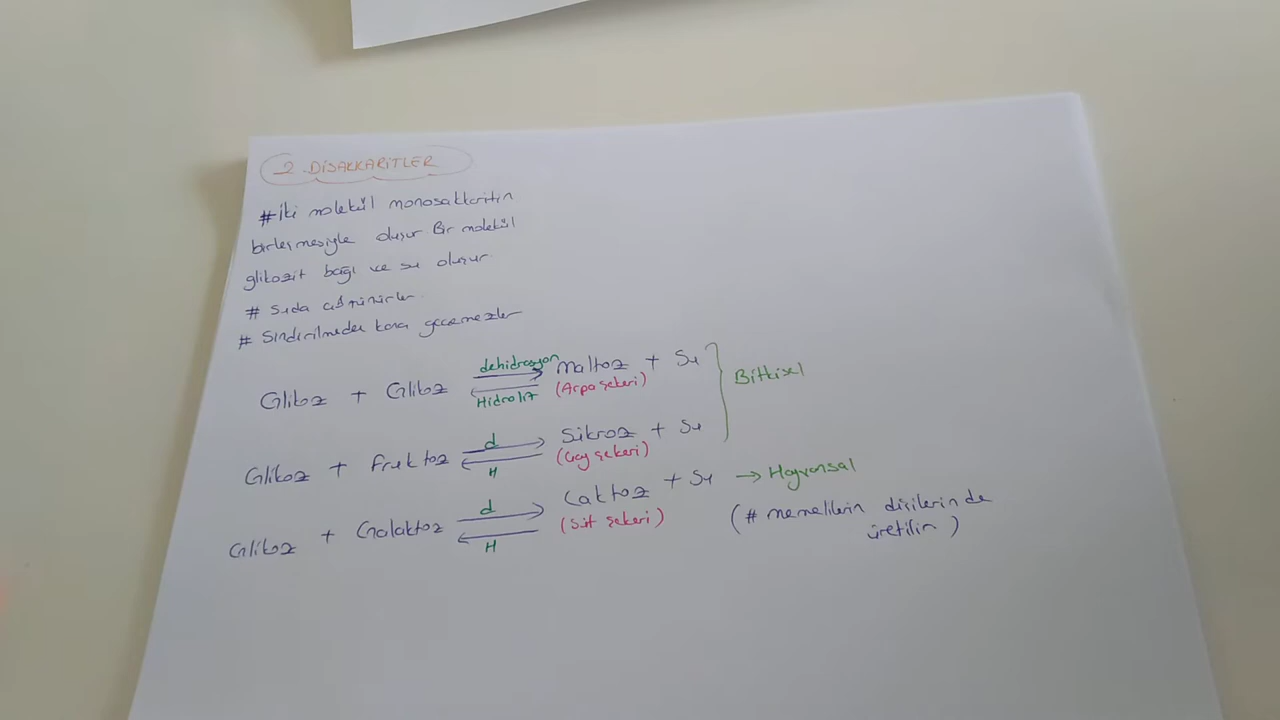 2. DİSAKKARİTLER
# İki molekül monosakkaritin
birleşmesiyle oluşur Bir molekül
glikozit bağı ve su oluşur
# Suda çözünürler
# Sindirilmeden kana geçemezler
Glikoz + Glikoz dehidrasyon Hidroliz Maltoz + Su
(Arpa şekeri)
Bitkisel
Glikoz + Fruktoz d H Sükroz + Su
(Çay şekeri)
Glikoz + Galaktoz d H Laktoz + Su → Hayvansal
(Süt şekeri)
(# memelilerin dişilerinde
üretilir)